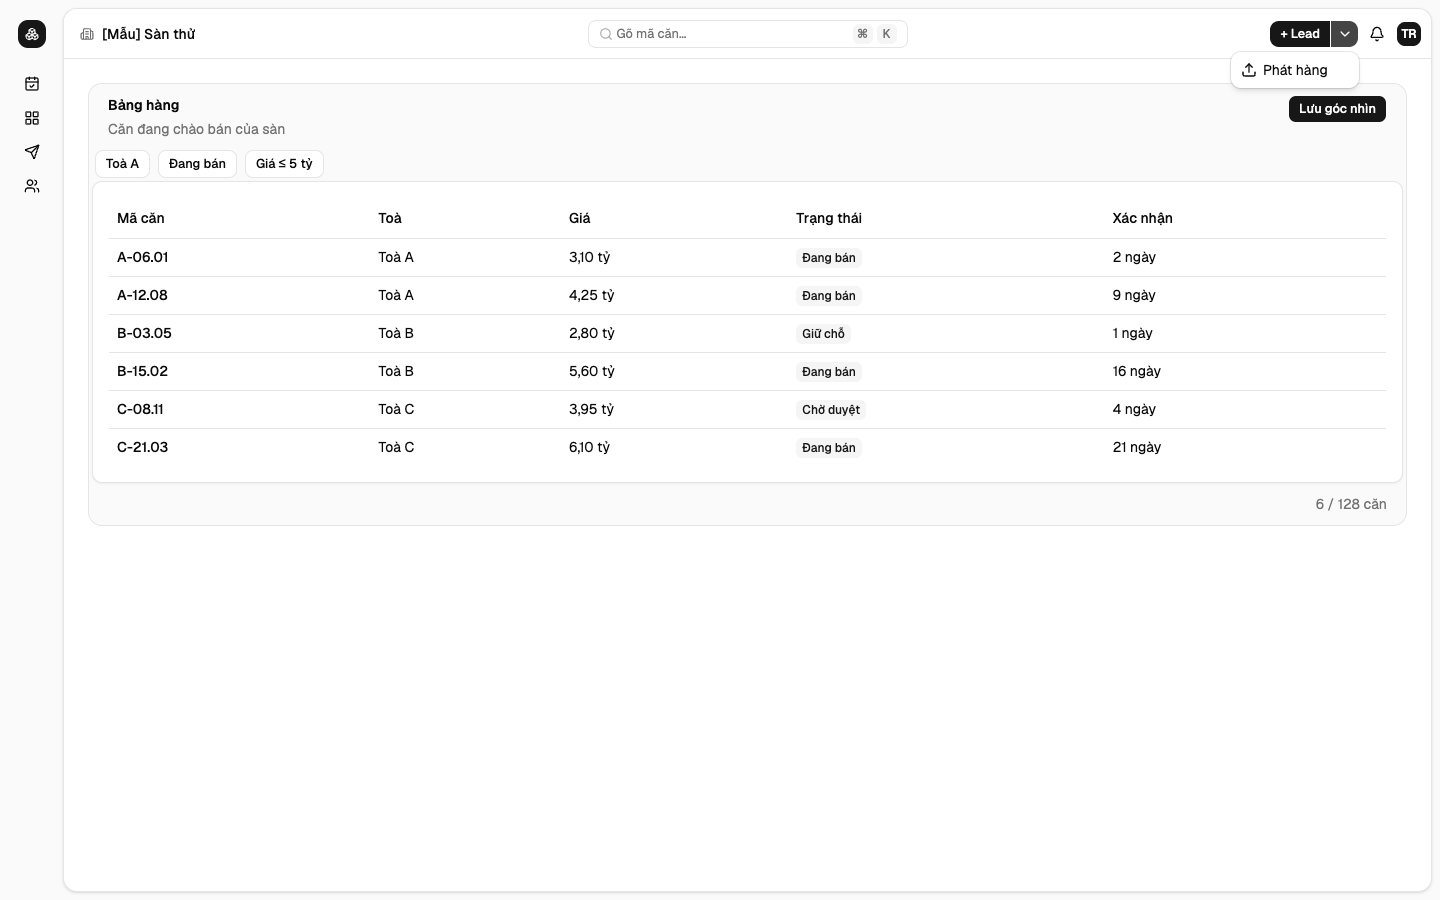 [Mẫu] Sàn thử
Gõ mã căn... ⌘ K
+ Lead
TR
Phát hàng
Bảng hàng
Lưu góc nhìn
Căn đang chào bán của sàn
Toà A Đang bán Giá ≤ 5 tỷ
Mã căn Toà Giá Trạng thái Xác nhận
A-06.01 Toà A 3,10 tỷ Đang bán 2 ngày
A-12.08 Toà A 4,25 tỷ Đang bán 9 ngày
B-03.05 Toà B 2,80 tỷ Giữ chỗ 1 ngày
B-15.02 Toà B 5,60 tỷ Đang bán 16 ngày
C-08.11 Toà C 3,95 tỷ Chờ duyệt 4 ngày
C-21.03 Toà C 6,10 tỷ Đang bán 21 ngày
6 / 128 căn